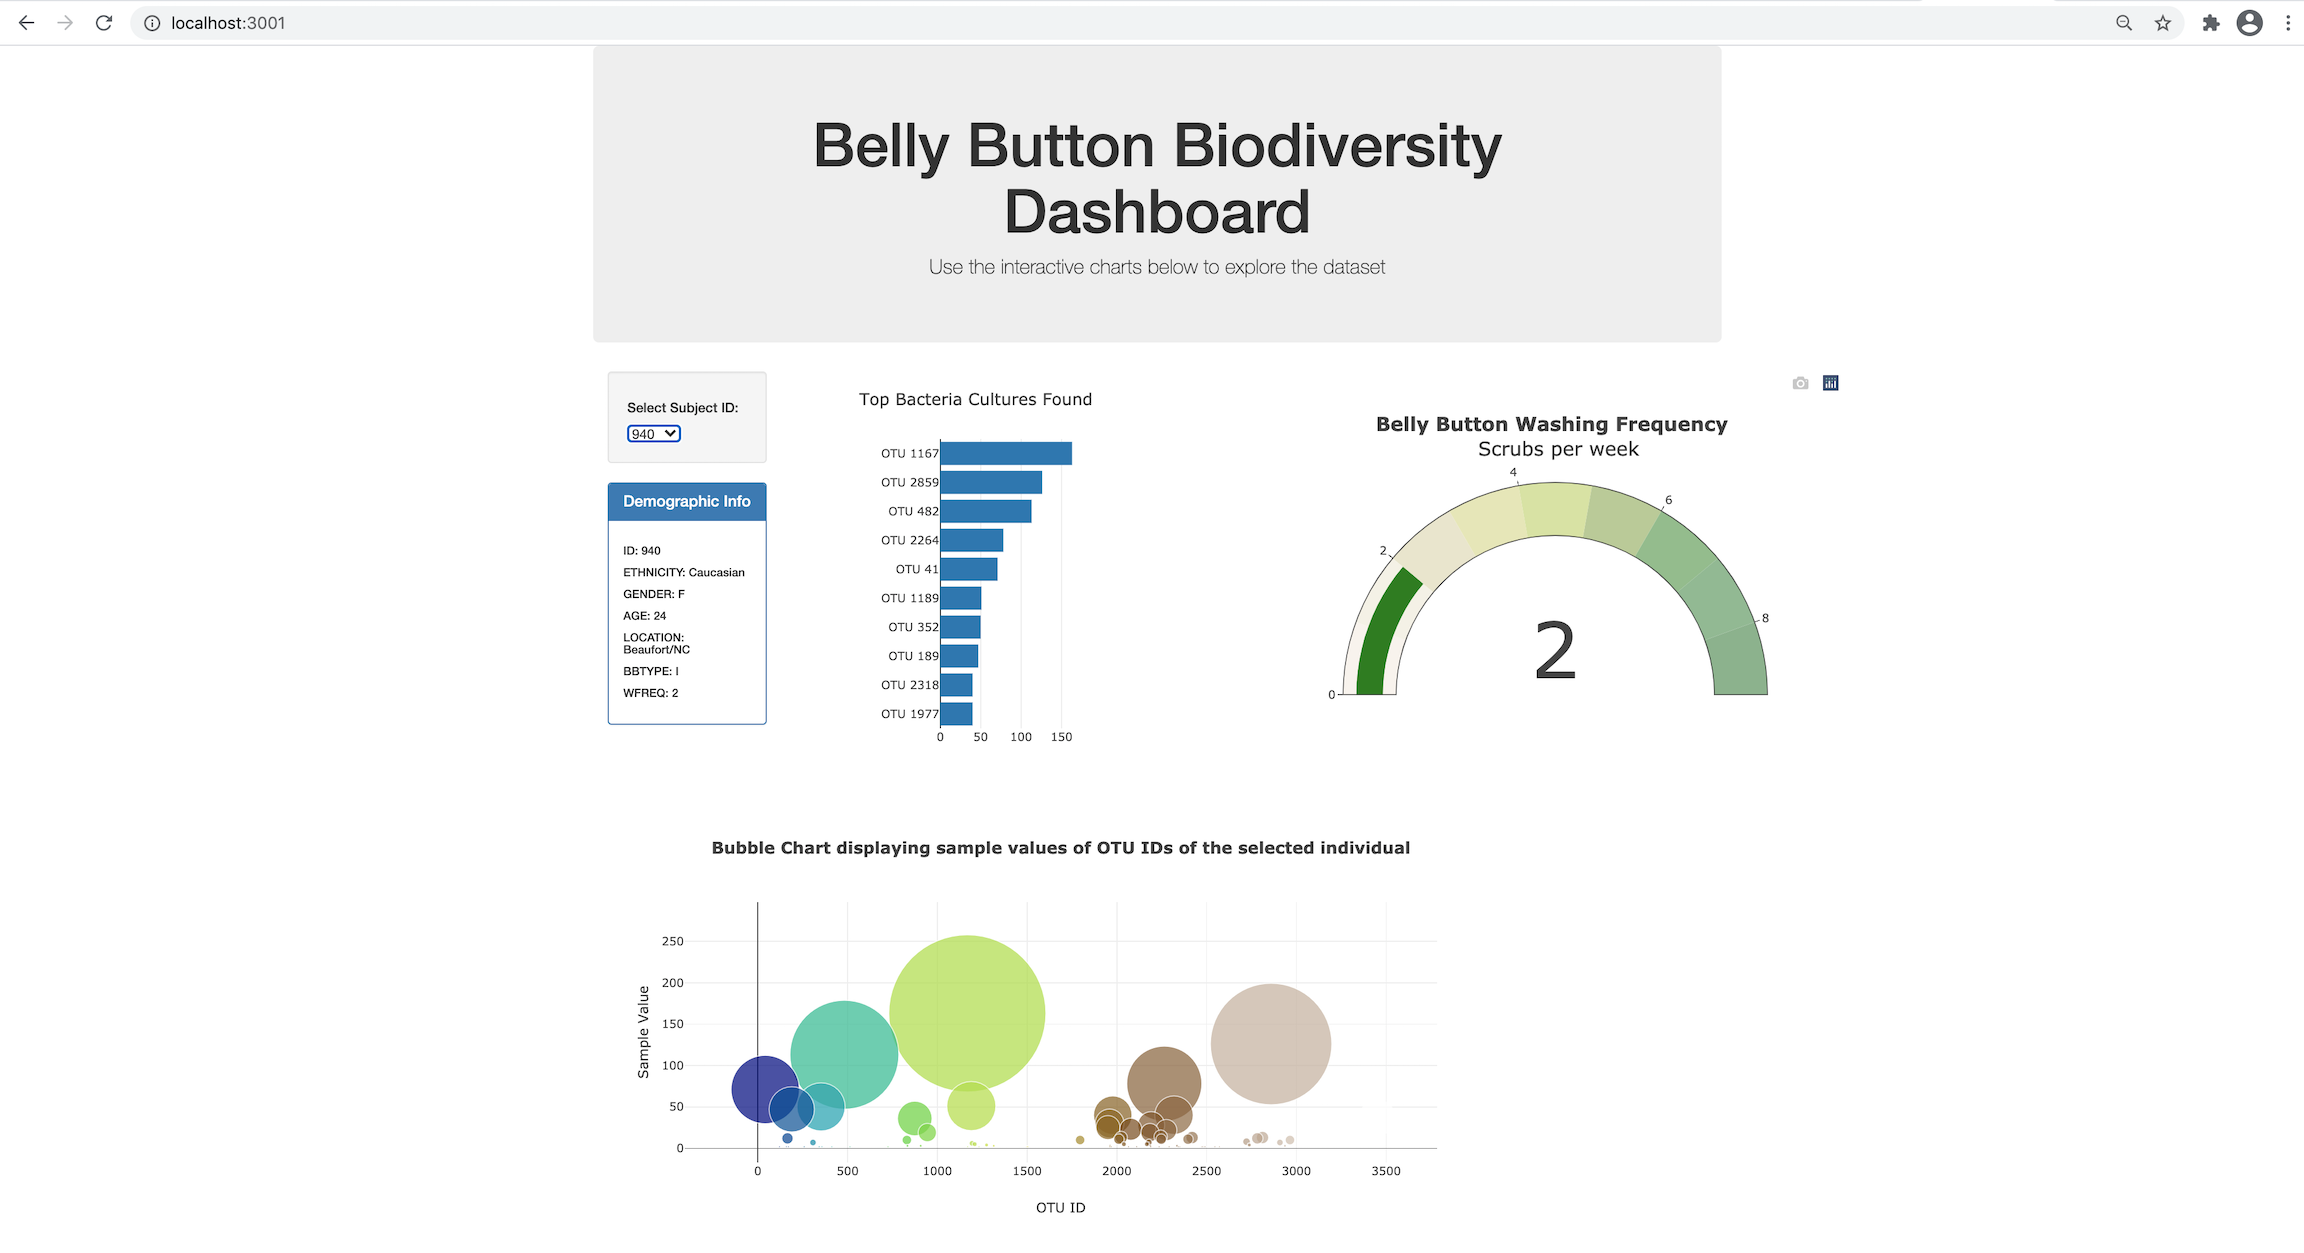 localhost:3001
Belly Button Biodiversity
Dashboard
Use the interactive charts below to explore the dataset
Select Subject ID:
940
Demographic Info
ID: 940
ETHNICITY: Caucasian
GENDER: F
AGE: 24
LOCATION:
Beaufort/NC
BBTYPE: I
WFREQ: 2
Top Bacteria Cultures Found
OTU 1167
OTU 2859
OTU 482
OTU 2264
OTU 41
OTU 1189
OTU 352
OTU 189
OTU 2318
OTU 1977
0 50 100 150
Belly Button Washing Frequency
Scrubs per week
0
2
4
6
8
2
Bubble Chart displaying sample values of OTU IDs of the selected individual
Sample Value
250
200
150
100
50
0
0 500 1000 1500 2000 2500 3000 3500
OTU ID